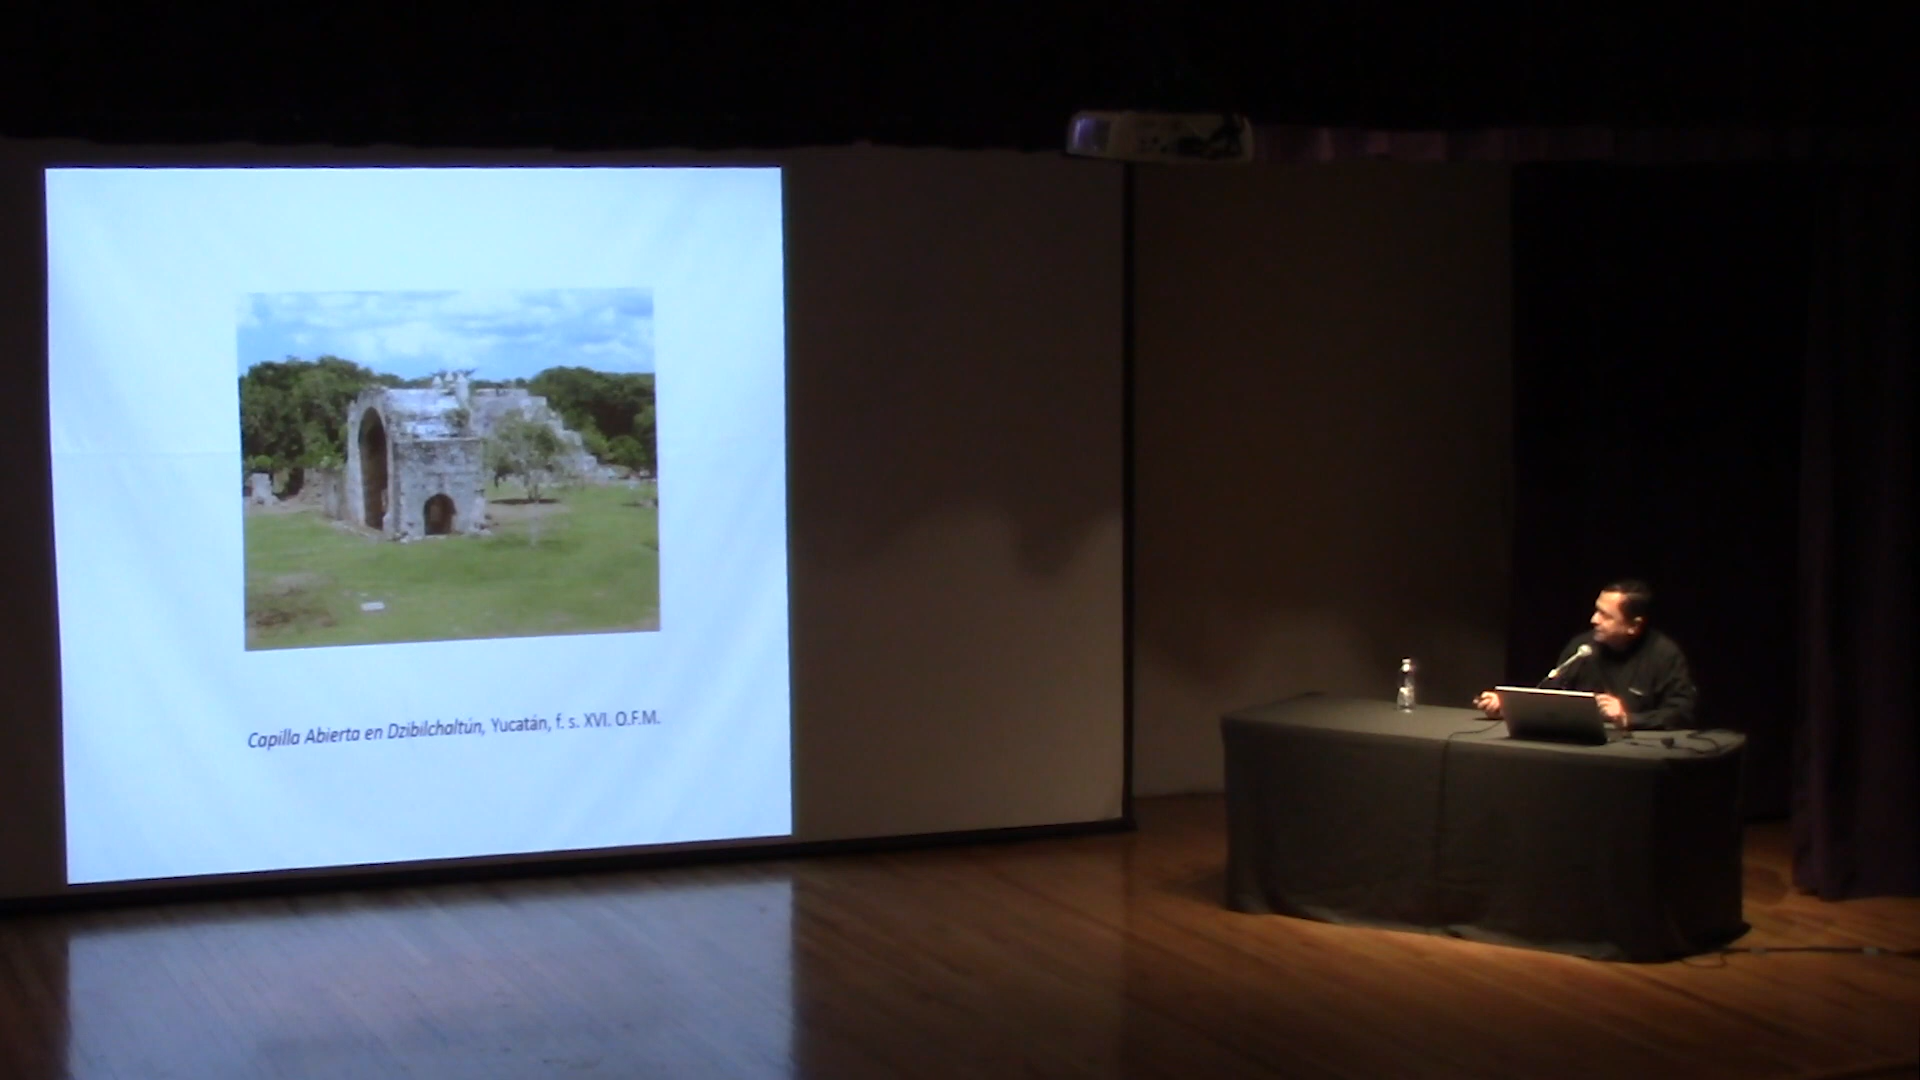 Capilla Abierta en Dzibilchaltún, Yucatán, f. s. XVI. O.F.M.